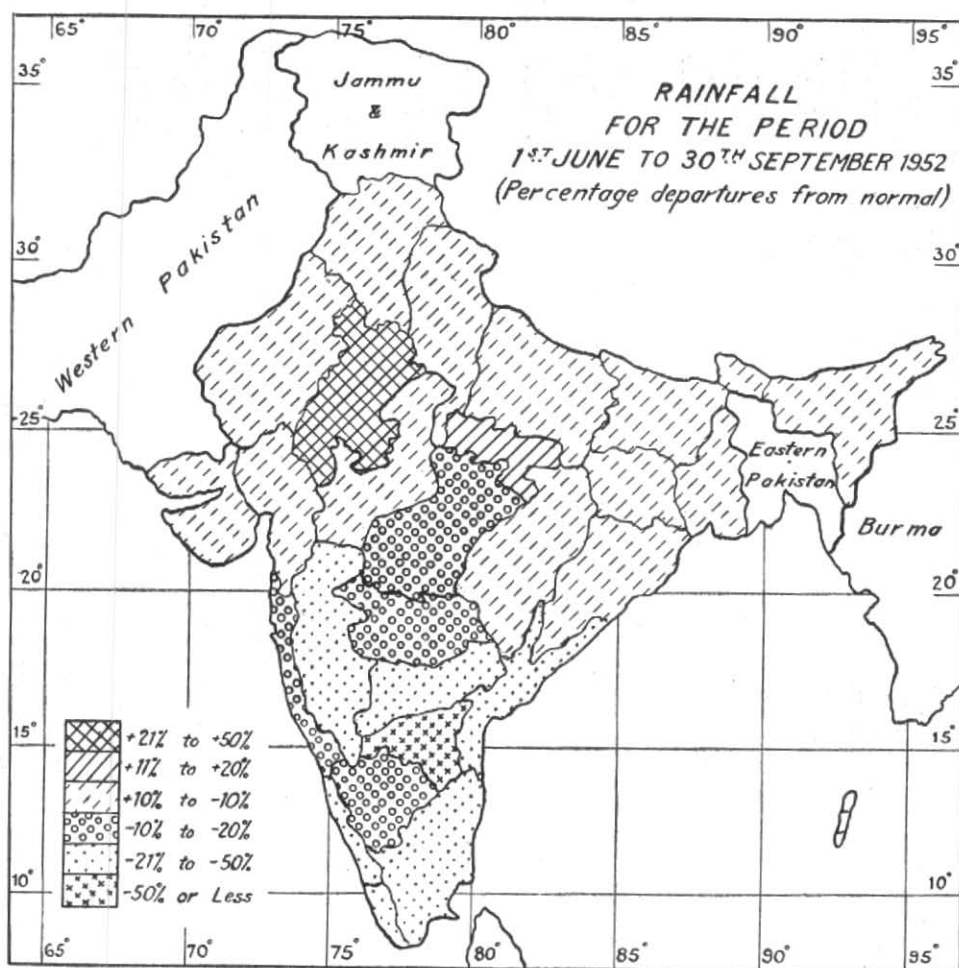 65° 70° 75° 80° 85° 90° 95°
35° 35°
Jammu
&
Kashmir
RAINFALL
FOR THE PERIOD
1ST. JUNE TO 30TH SEPTEMBER 1952
(Percentage departures from normal)
Western Pakistan
30° 30°
25° 25°
Eastern
Pakistan
Burma
20° 20°
15° 15°
+21% to +50%
+11% to +20%
+10% to -10%
-10% to -20%
-21% to -50%
-50% or Less
10° 10°
65° 70° 75° 80° 85° 90° 95°